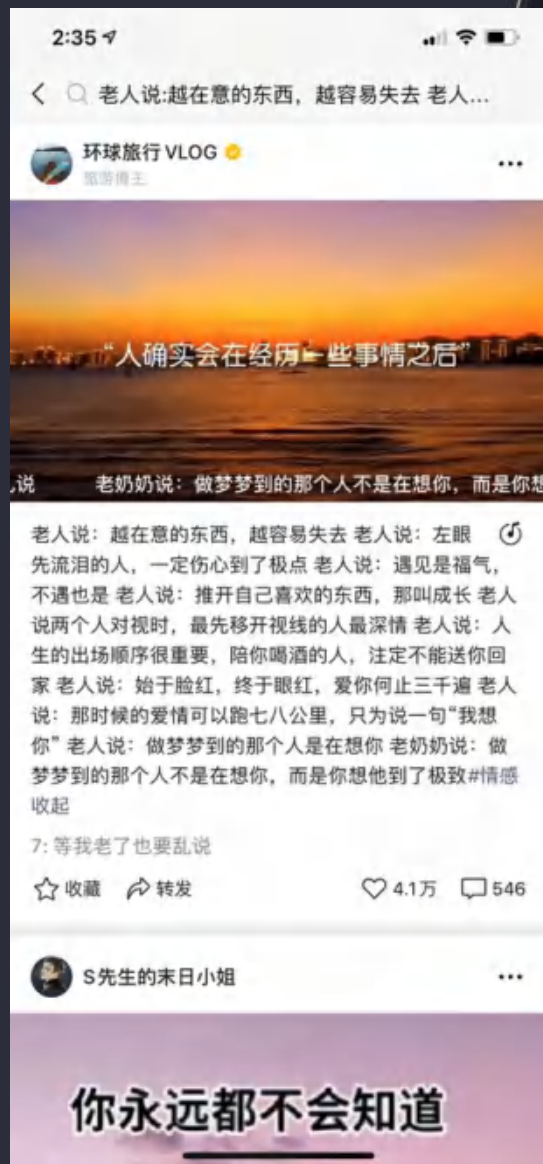 2:35
老人说:越在意的东西，越容易失去 老人...
环球旅行 VLOG
旅游博主
“人确实会在经历一些事情之后”
说 老奶奶说：做梦梦到的那个人不是在想你，而是你想
老人说：越在意的东西，越容易失去 老人说：左眼
先流泪的人，一定伤心到了极点 老人说：遇见是福气，
不遇也是 老人说：推开自己喜欢的东西，那叫成长 老人
说两个人对视时，最先移开视线的人最深情 老人说：人
生的出场顺序很重要，陪你喝酒的人，注定不能送你回
家 老人说：始于脸红，终于眼红，爱你何止三千遍 老人
说：那时候的爱情可以跑七八公里，只为说一句“我想
你” 老人说：做梦梦到的那个人是在想你 老奶奶说：做
梦梦到的那个人不是在想你，而是你想他到了极致#情感
收起
7: 等我老了也要乱说
收藏 转发 4.1万 546
S先生的末日小姐
你永远都不会知道